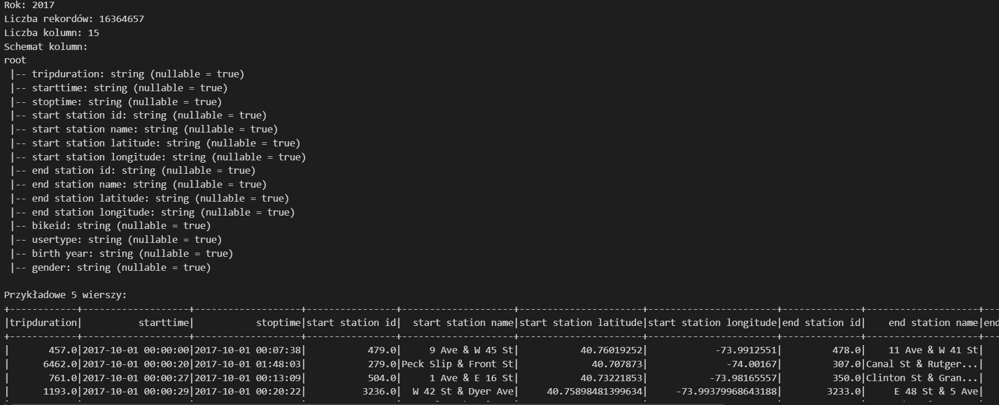 Rok: 2017
Liczba rekordów: 16364657
Liczba kolumn: 15
Schemat kolumn:
root
 |-- tripduration: string (nullable = true)
 |-- starttime: string (nullable = true)
 |-- stoptime: string (nullable = true)
 |-- start station id: string (nullable = true)
 |-- start station name: string (nullable = true)
 |-- start station latitude: string (nullable = true)
 |-- start station longitude: string (nullable = true)
 |-- end station id: string (nullable = true)
 |-- end station name: string (nullable = true)
 |-- end station latitude: string (nullable = true)
 |-- end station longitude: string (nullable = true)
 |-- bikeid: string (nullable = true)
 |-- usertype: string (nullable = true)
 |-- birth year: string (nullable = true)
 |-- gender: string (nullable = true)
Przykładowe 5 wierszy:
+------------+-------------------+-------------------+----------------+--------------------+----------------------+-----------------------+--------------+--------------------+---
|tripduration|          starttime|           stoptime|start station id|  start station name|start station latitude|start station longitude|end station id|    end station name|end
+------------+-------------------+-------------------+----------------+--------------------+----------------------+-----------------------+--------------+--------------------+---
|       457.0|2017-10-01 00:00:00|2017-10-01 00:07:38|           479.0|     9 Ave & W 45 St|           40.76019252|            -73.9912551|         478.0|    11 Ave & W 41 St|
|      6462.0|2017-10-01 00:00:20|2017-10-01 01:48:03|           279.0|Peck Slip & Front St|             40.707873|              -74.00167|         307.0|Canal St & Rutger...|
|       761.0|2017-10-01 00:00:27|2017-10-01 00:13:09|           504.0|     1 Ave & E 16 St|           40.73221853|           -73.98165557|         350.0|Clinton St & Gran...|
|      1193.0|2017-10-01 00:00:29|2017-10-01 00:20:22|          3236.0|  W 42 St & Dyer Ave|     40.75898481399634|     -73.99379968643188|        3233.0|     E 48 St & 5 Ave|